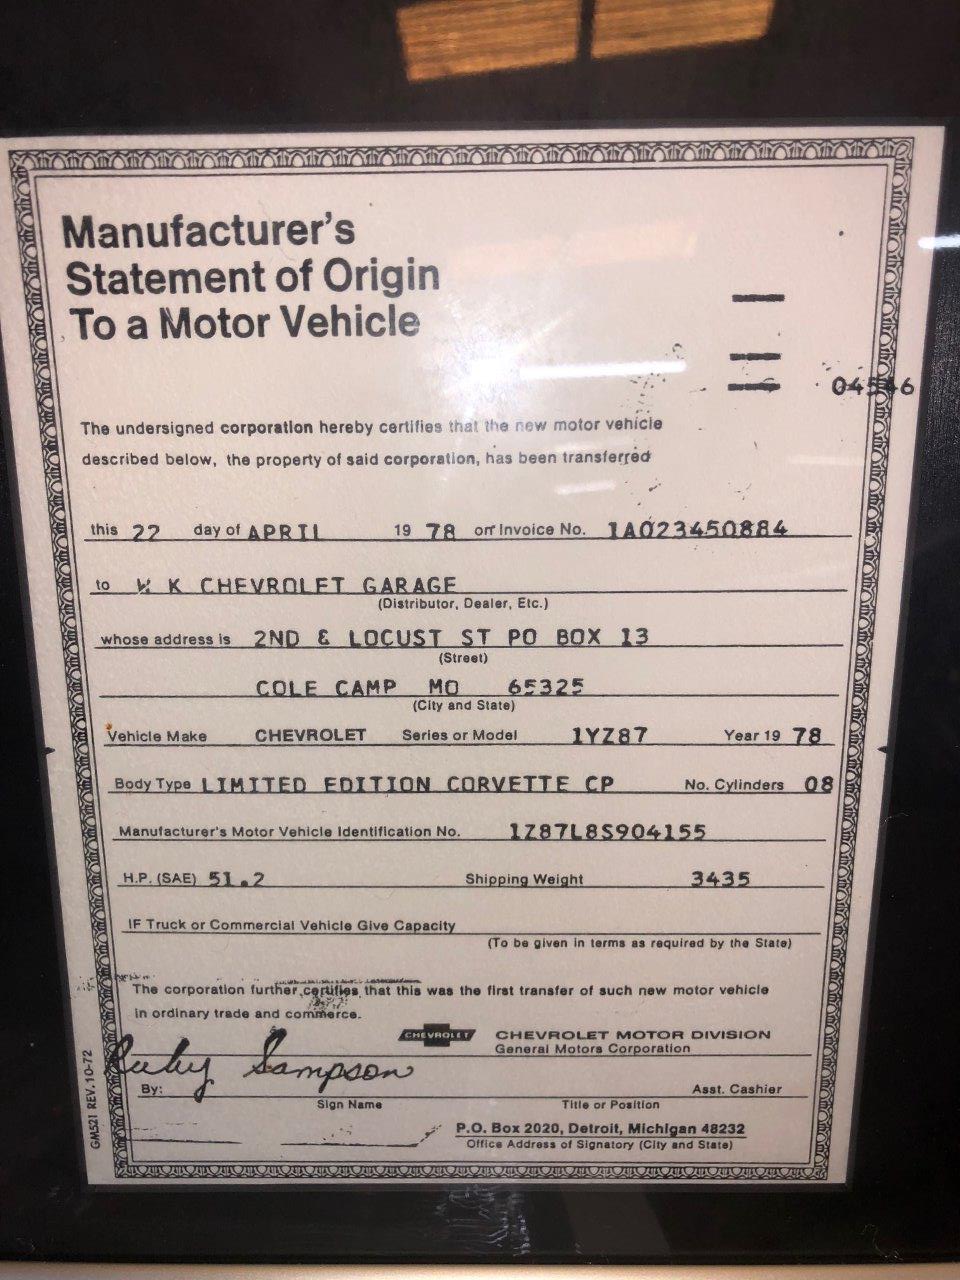 Manufacturer's
Statement of Origin
To a Motor Vehicle
04546
The undersigned corporation hereby certifies that the new motor vehicle
described below, the property of said corporation, has been transferred
this 22 day of APRIL 19 78 on Invoice No. 1A023450884
to W K CHEVROLET GARAGE
(Distributor, Dealer, Etc.)
whose address is 2ND & LOCUST ST PO BOX 13
(Street)
COLE CAMP MO 65325
(City and State)
Vehicle Make CHEVROLET Series or Model 1YZ87 Year 19 78
Body Type LIMITED EDITION CORVETTE CP No. Cylinders 08
Manufacturer's Motor Vehicle Identification No. 1Z87L8S904155
H.P. (SAE) 51.2 Shipping Weight 3435
IF Truck or Commercial Vehicle Give Capacity
(To be given in terms as required by the State)
The corporation further certifies that this was the first transfer of such new motor vehicle
in ordinary trade and commerce.
CHEVROLET CHEVROLET MOTOR DIVISION
General Motors Corporation
Ruby Sampson
By: Asst. Cashier
Sign Name Title or Position
P.O. Box 2020, Detroit, Michigan 48232
Office Address of Signatory (City and State)
GM521 REV. 10-72